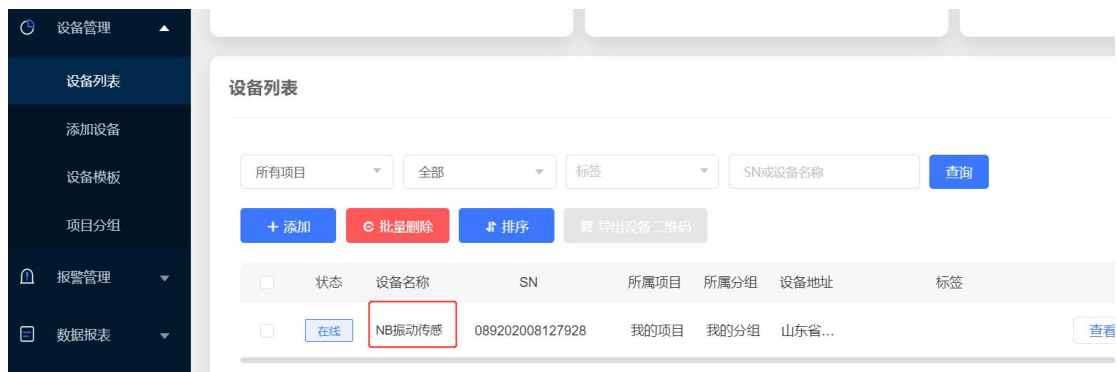 设备管理
设备列表
添加设备
设备模板
项目分组
报警管理
数据报表
设备列表
所有项目 全部 标签 SN或设备名称 查询
+ 添加 批量删除 排序 导出设备二维码
状态 设备名称 SN 所属项目 所属分组 设备地址 标签
在线 NB振动传感 089202008127928 我的项目 我的分组 山东省... 查看